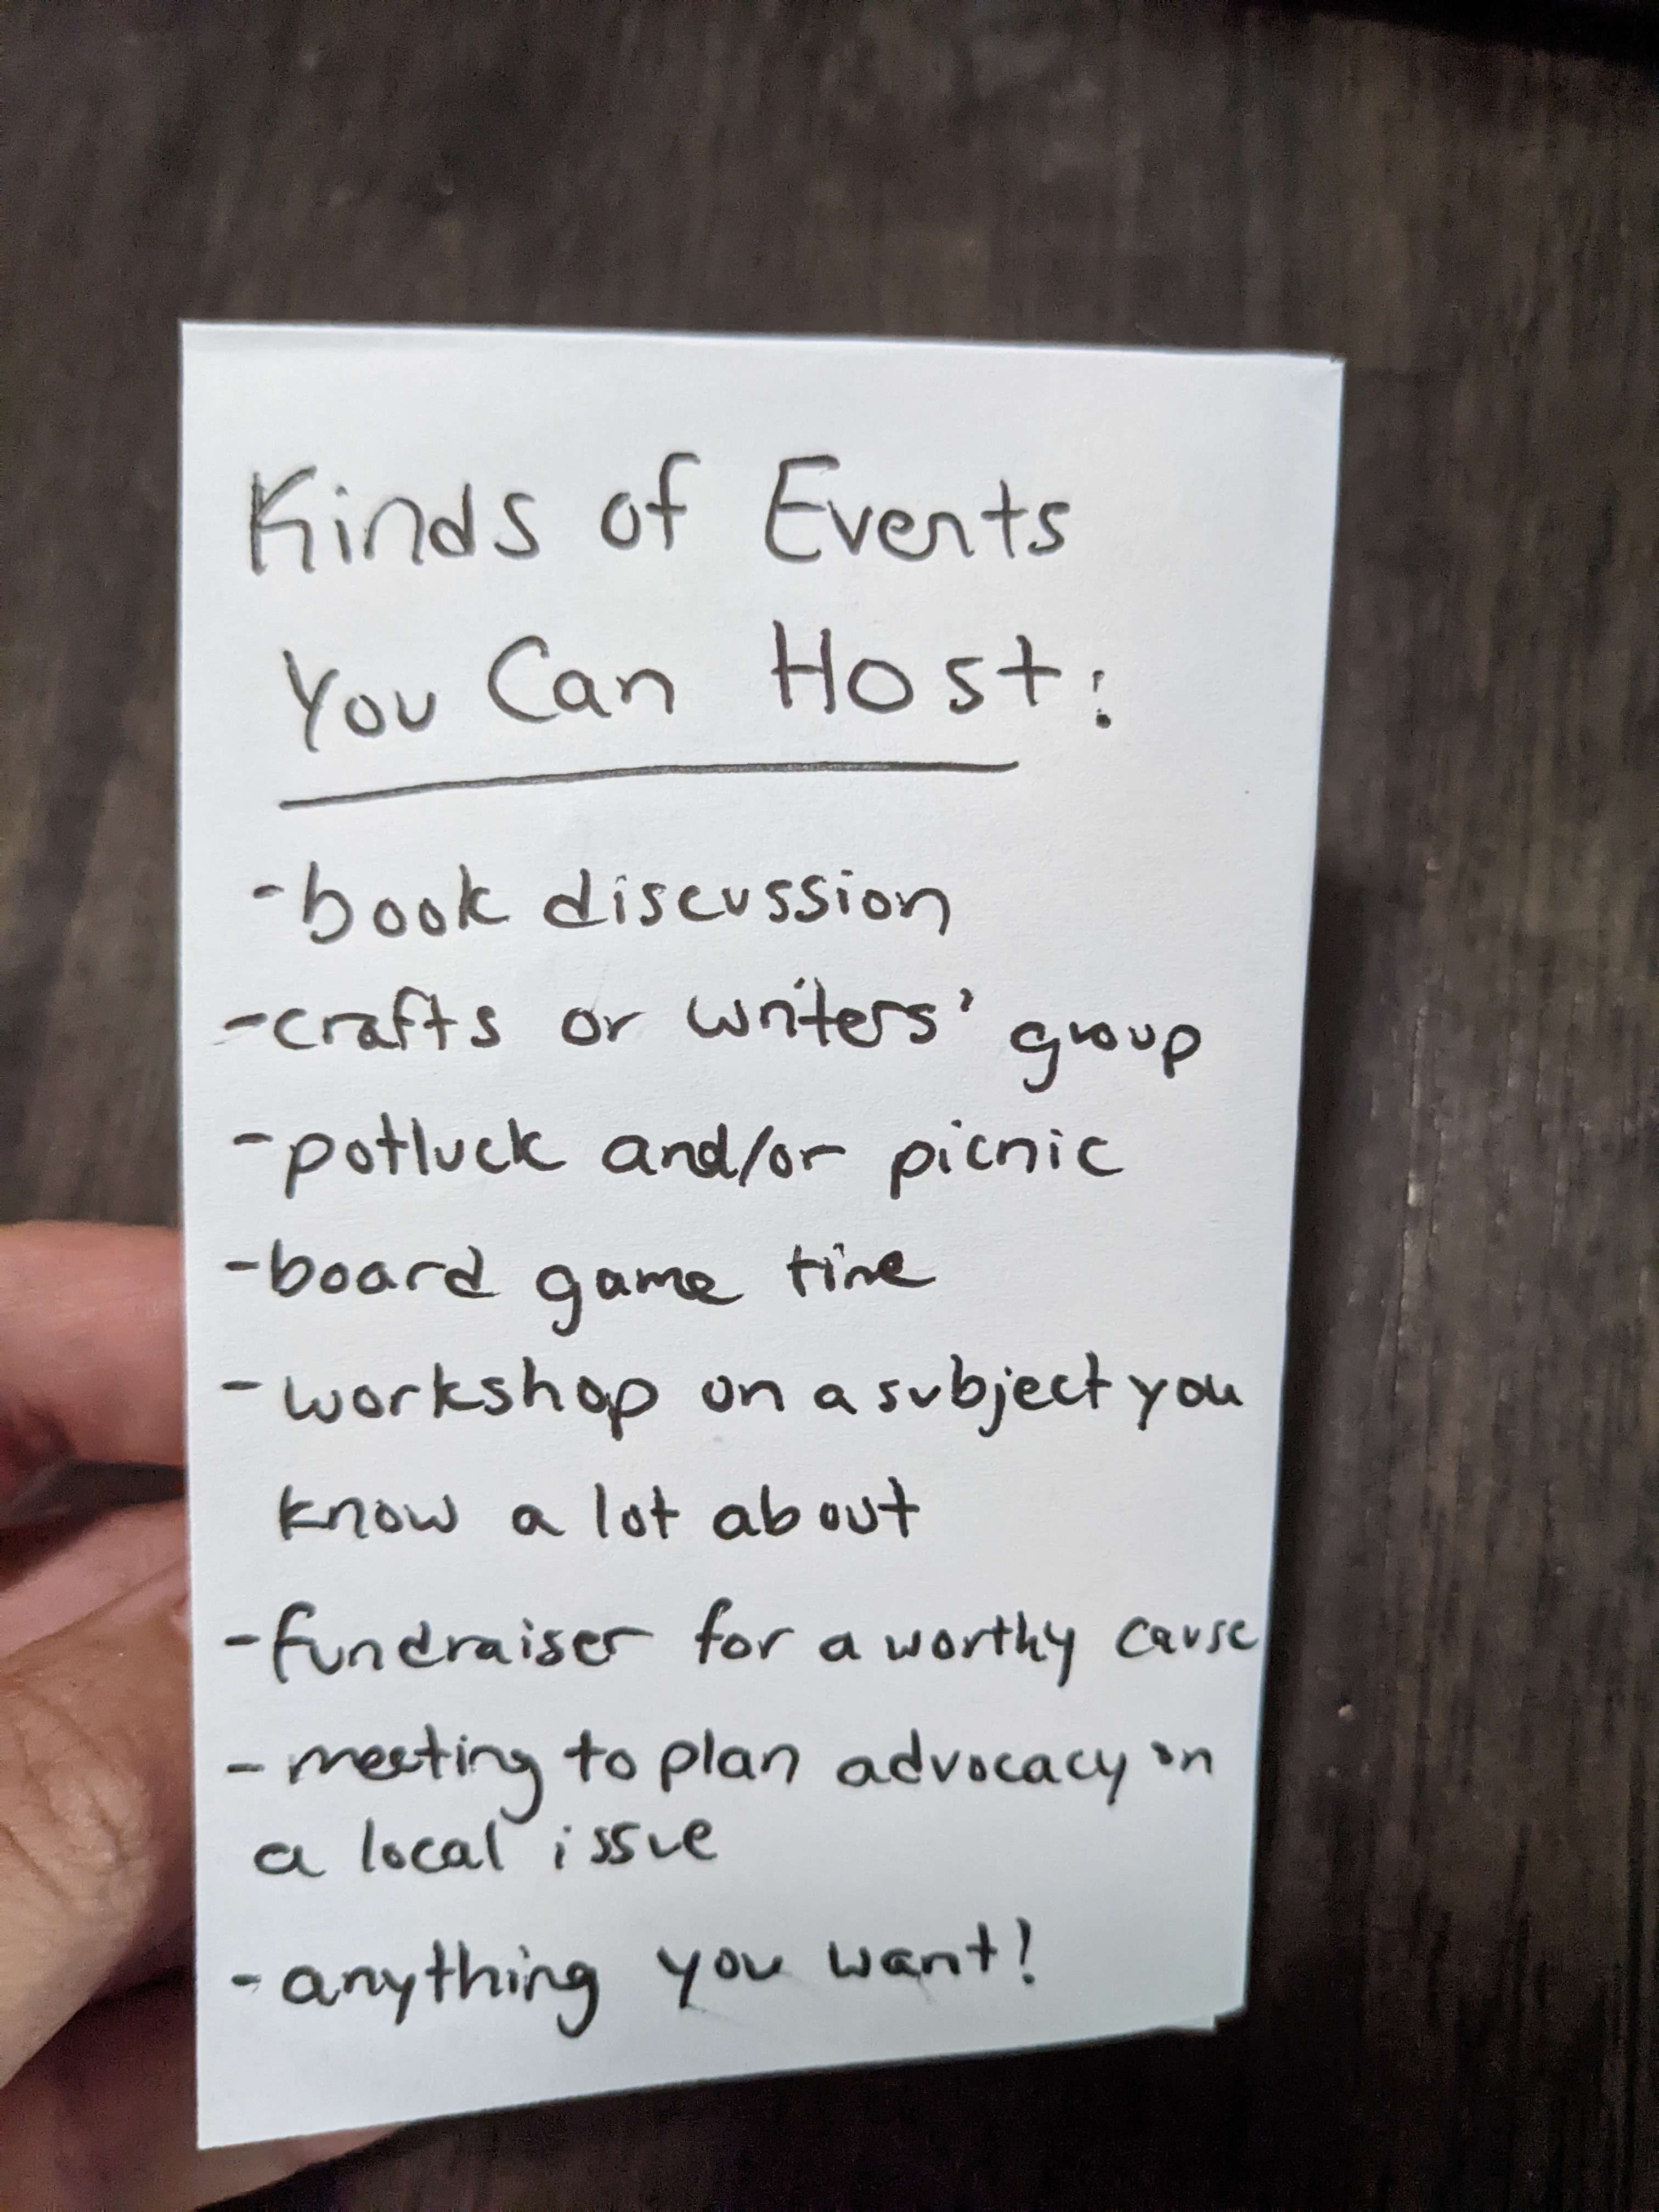 Kinds of Events
You Can Host:
- book discussion
- crafts or writers' group
- potluck and/or picnic
- board game time
- workshop on a subject you
know a lot about
- fundraiser for a worthy cause
- meeting to plan advocacy on
a local issue
- anything you want!